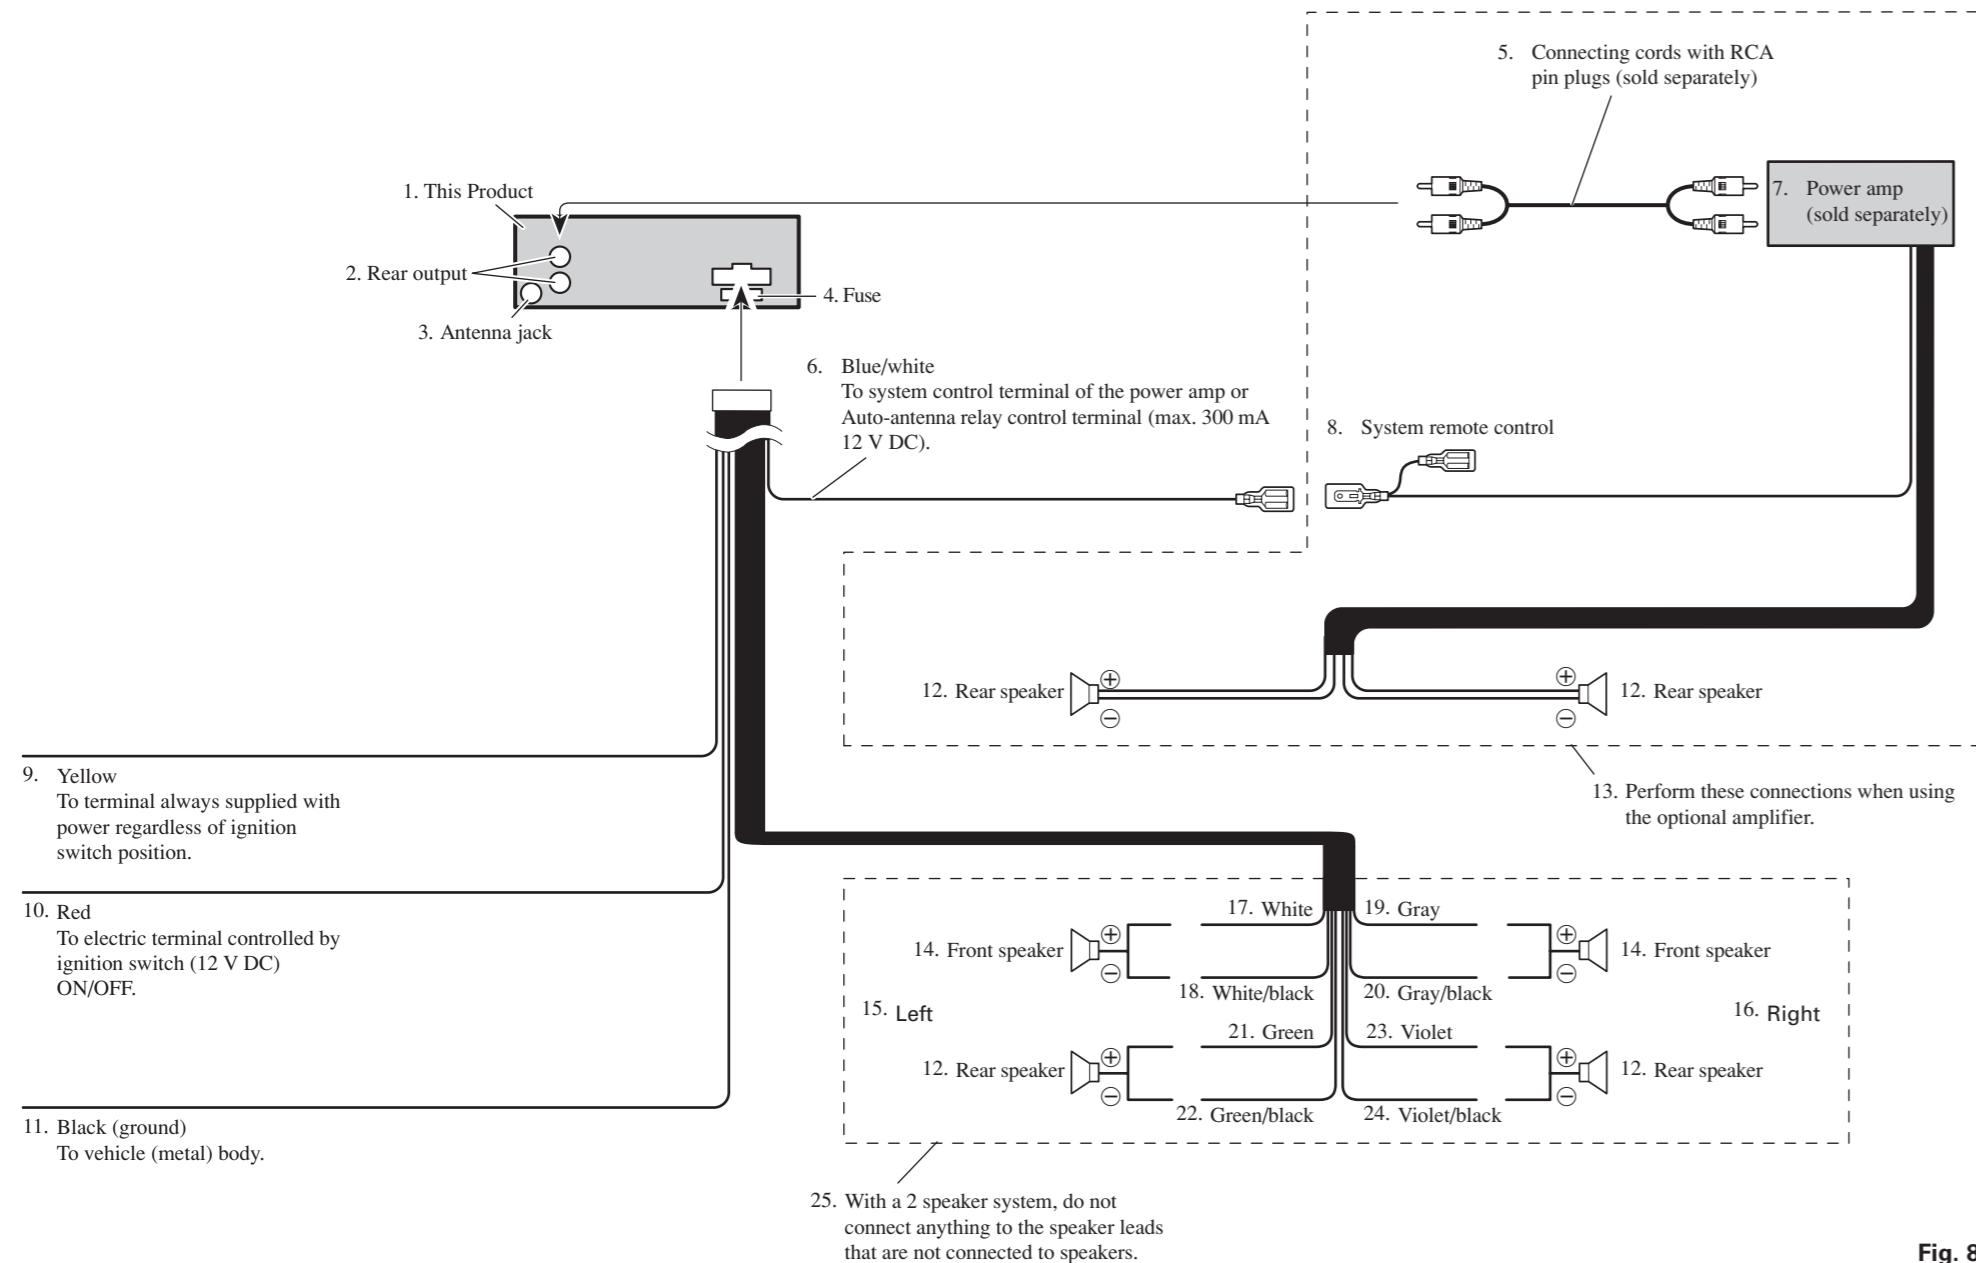 5. Connecting cords with RCA
pin plugs (sold separately)
1. This Product
7. Power amp
(sold separately)
2. Rear output
4. Fuse
3. Antenna jack
6. Blue/white
To system control terminal of the power amp or
Auto-antenna relay control terminal (max. 300 mA
12 V DC).
8. System remote control
12. Rear speaker
⊕
⊖
⊕
⊖
12. Rear speaker
9. Yellow
To terminal always supplied with
power regardless of ignition
switch position.
13. Perform these connections when using
the optional amplifier.
10. Red
To electric terminal controlled by
ignition switch (12 V DC)
ON/OFF.
17. White
19. Gray
14. Front speaker
⊕
⊖
⊕
⊖
14. Front speaker
18. White/black
20. Gray/black
15. Left
16. Right
21. Green
23. Violet
12. Rear speaker
⊕
⊖
⊕
⊖
12. Rear speaker
22. Green/black
24. Violet/black
11. Black (ground)
To vehicle (metal) body.
25. With a 2 speaker system, do not
connect anything to the speaker leads
that are not connected to speakers.
Fig. 8